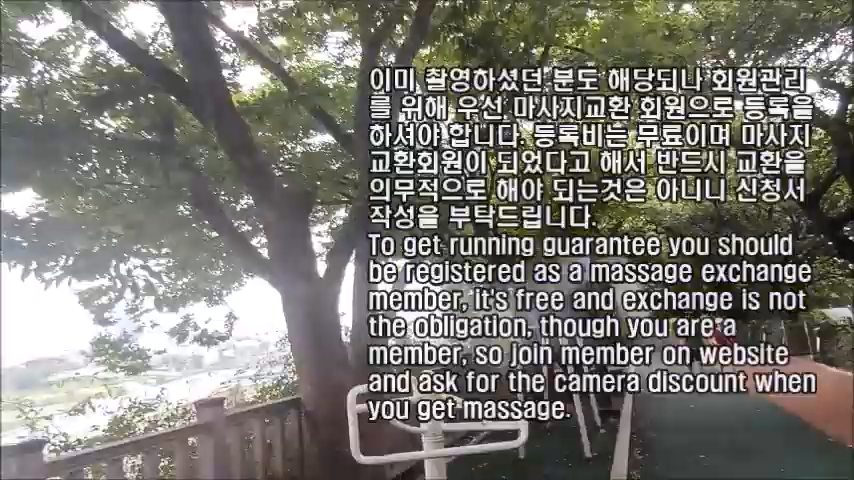 이미 촬영하셨던 분도 해당되나 회원관리
를 위해 우선 마사지교환 회원으로 등록을
하셔야 합니다. 등록비는 무료이며 마사지
교환회원이 되었다고 해서 반드시 교환을
의무적으로 해야 되는것은 아니니 신청서
작성을 부탁드립니다.
To get running guarantee you should
be registered as a massage exchange
member, it's free and exchange is not
the obligation, though you are a
member, so join member on website
and ask for the camera discount when
you get massage.